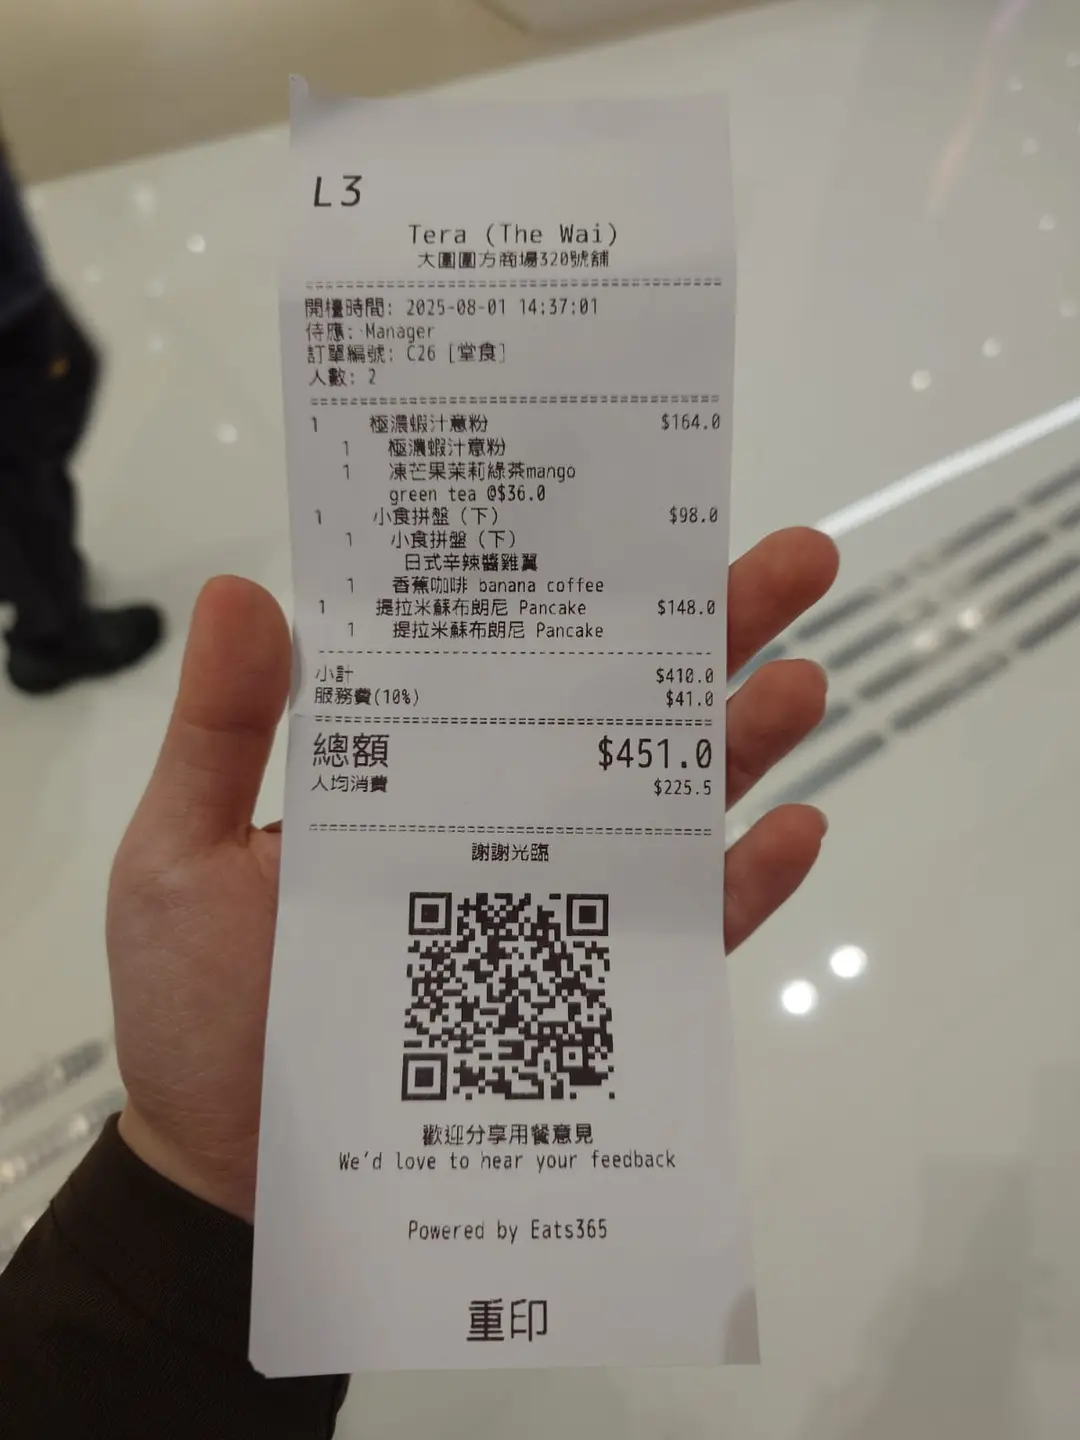 L3
Tera (The Wai)
大圍圍方商場320號舖
開檯時間: 2025-08-01 14:37:01
侍應: Manager
訂單編號: C26 [堂食]
人數: 2
1 極濃蝦汁意粉 $164.0
1 極濃蝦汁意粉
1 凍芒果茉莉綠茶mango
green tea @$36.0
1 小食拼盤（下） $98.0
1 小食拼盤（下）
日式辛辣醬雞翼
1 香蕉咖啡 banana coffee
1 提拉米蘇布朗尼 Pancake $148.0
1 提拉米蘇布朗尼 Pancake
小計 $410.0
服務費(10%) $41.0
總額 $451.0
人均消費 $225.5
謝謝光臨
歡迎分享用餐意見
We'd love to hear your feedback
Powered by Eats365
重印